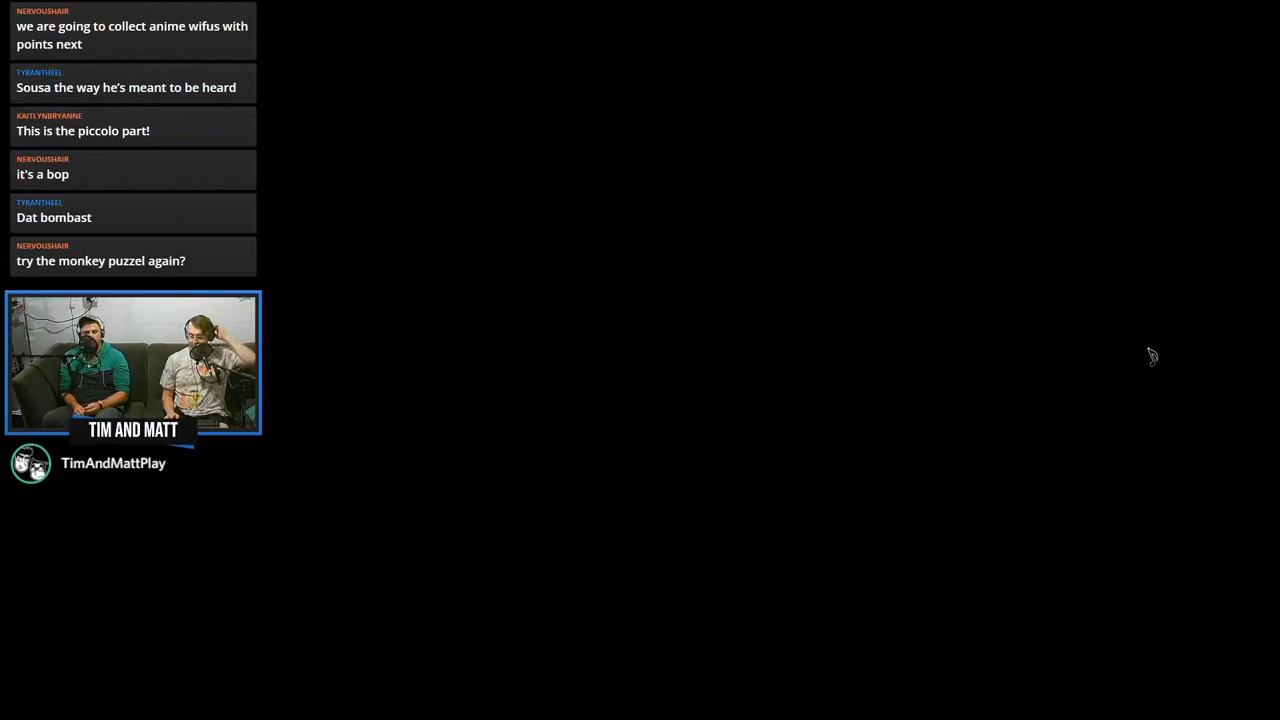 NERVOUSHAIR
we are going to collect anime wifus with
points next
TYRANTHEEL
Sousa the way he’s meant to be heard
KAITLYNBRYANNE
This is the piccolo part!
NERVOUSHAIR
it's a bop
TYRANTHEEL
Dat bombast
NERVOUSHAIR
try the monkey puzzel again?
TIM AND MATT
TimAndMattPlay